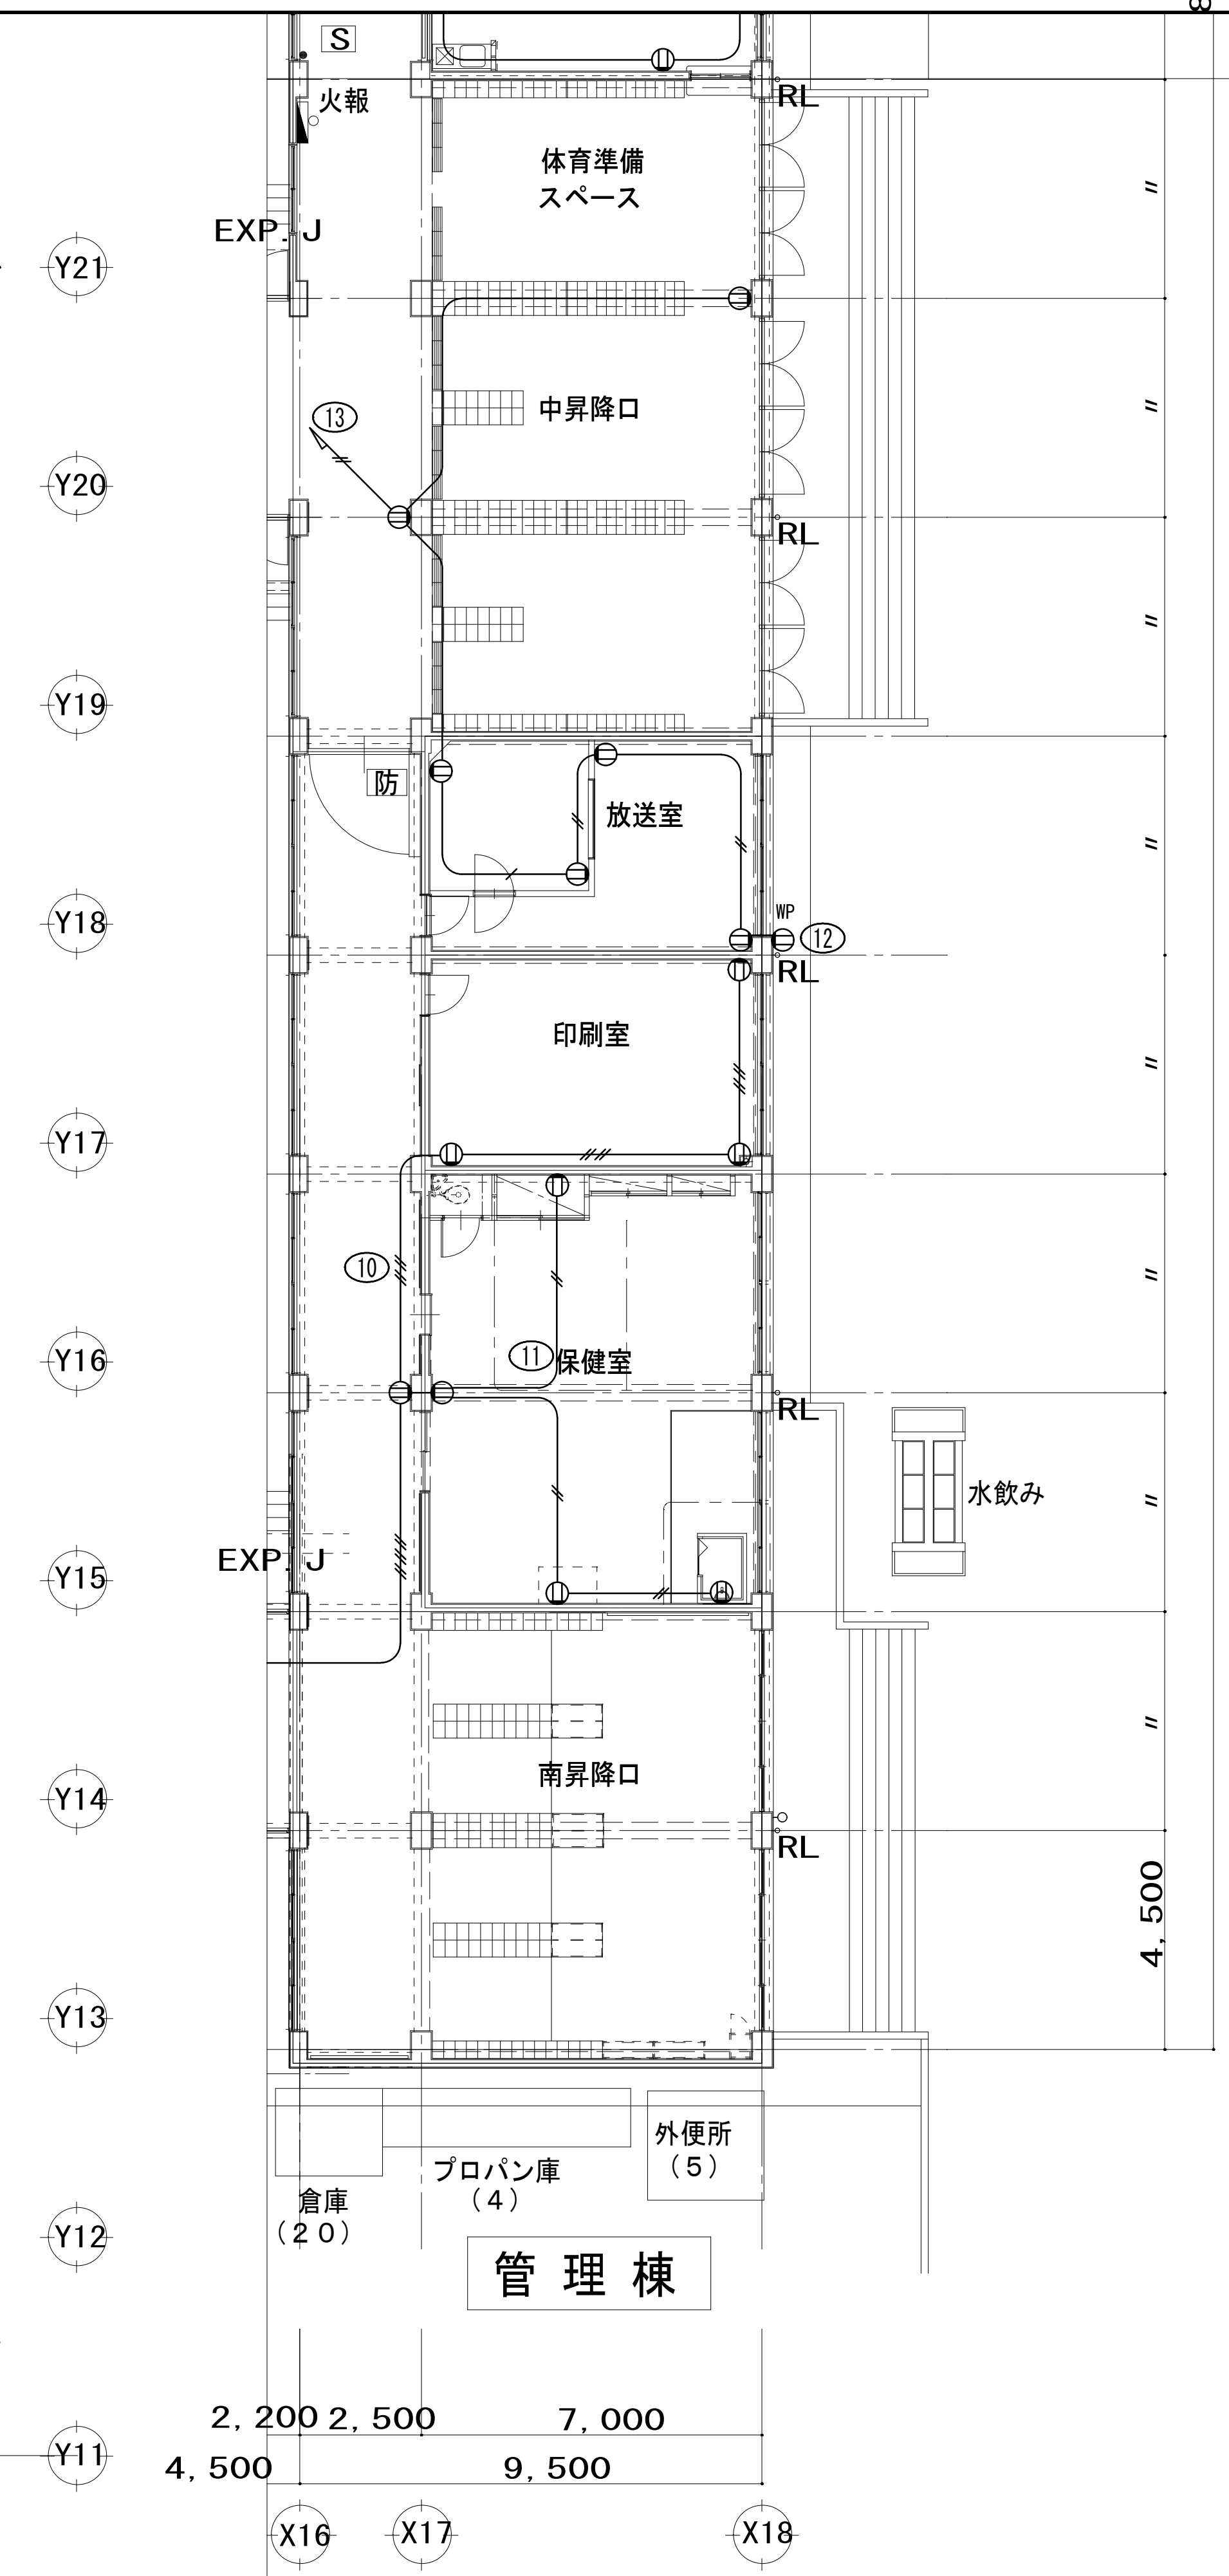 8
S
火報
RL
体育準備
スペース
〃
EXP. J
Y21
中昇降口
13
〃
Y20
RL
〃
Y19
防
放送室
〃
Y18
WP
12
RL
印刷室
〃
Y17
10
〃
11
保健室
Y16
RL
水飲み
〃
EXP. J
Y15
〃
南昇降口
Y14
RL
4,500
Y13
外便所
(5)
プロパン庫
(4)
倉庫
(20)
Y12
管理棟
2,200 2,500 7,000
Y11
4,500 9,500
X16 X17 X18